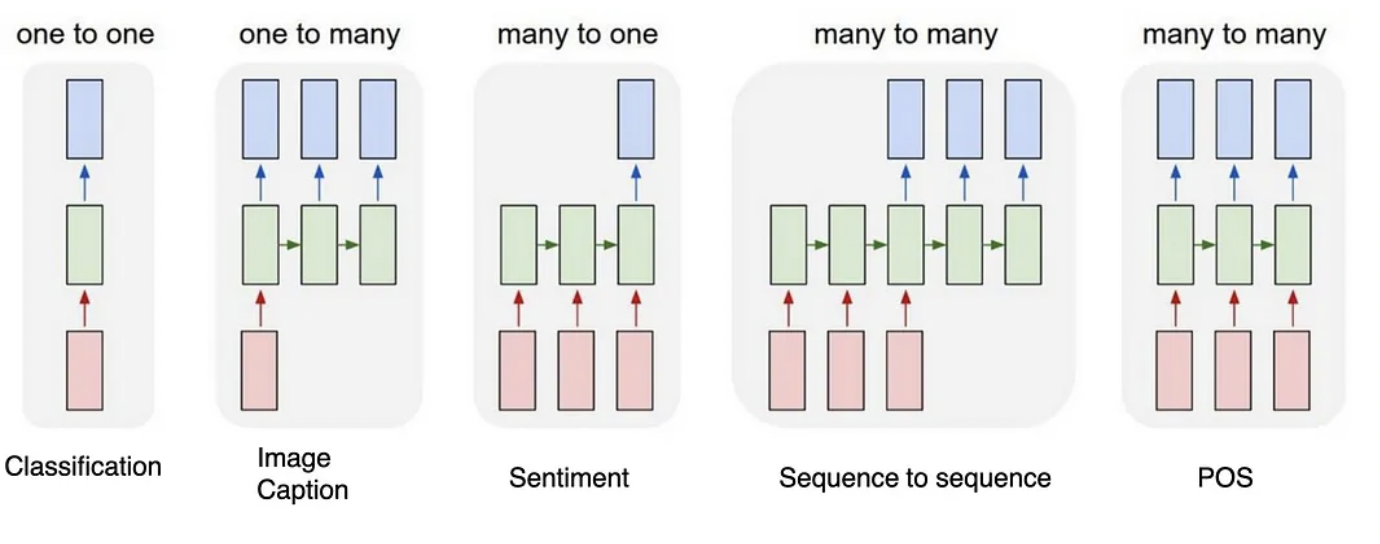 one to one
one to many
many to one
many to many
many to many
Classification
Image
Caption
Sentiment
Sequence to sequence
POS